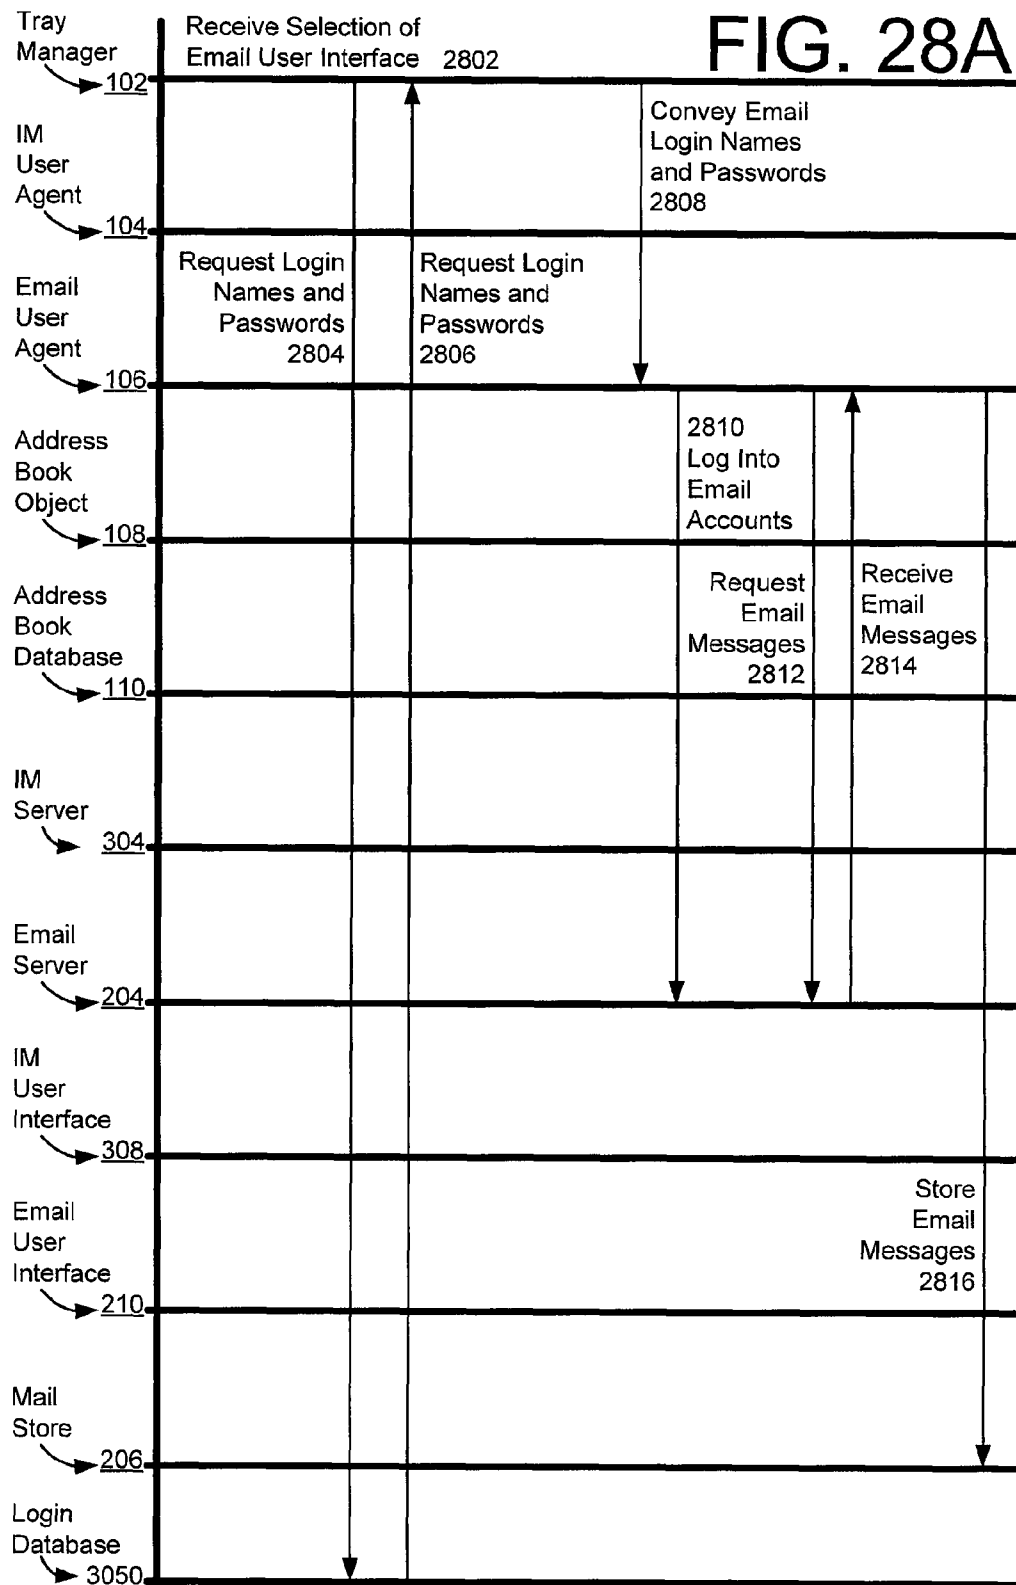 FIG. 28A
Tray
Manager
102
Receive Selection of
Email User Interface 2802
Convey Email
Login Names
and Passwords
2808
IM
User
Agent
104
Request Login
Names and
Passwords
2804
Request Login
Names and
Passwords
2806
Email
User
Agent
106
2810
Log Into
Email
Accounts
Address
Book
Object
108
Request
Email
Messages
2812
Receive
Email
Messages
2814
Address
Book
Database
110
IM
Server
304
Email
Server
204
IM
User
Interface
308
Store
Email
Messages
2816
Email
User
Interface
210
Mail
Store
206
Login
Database
3050